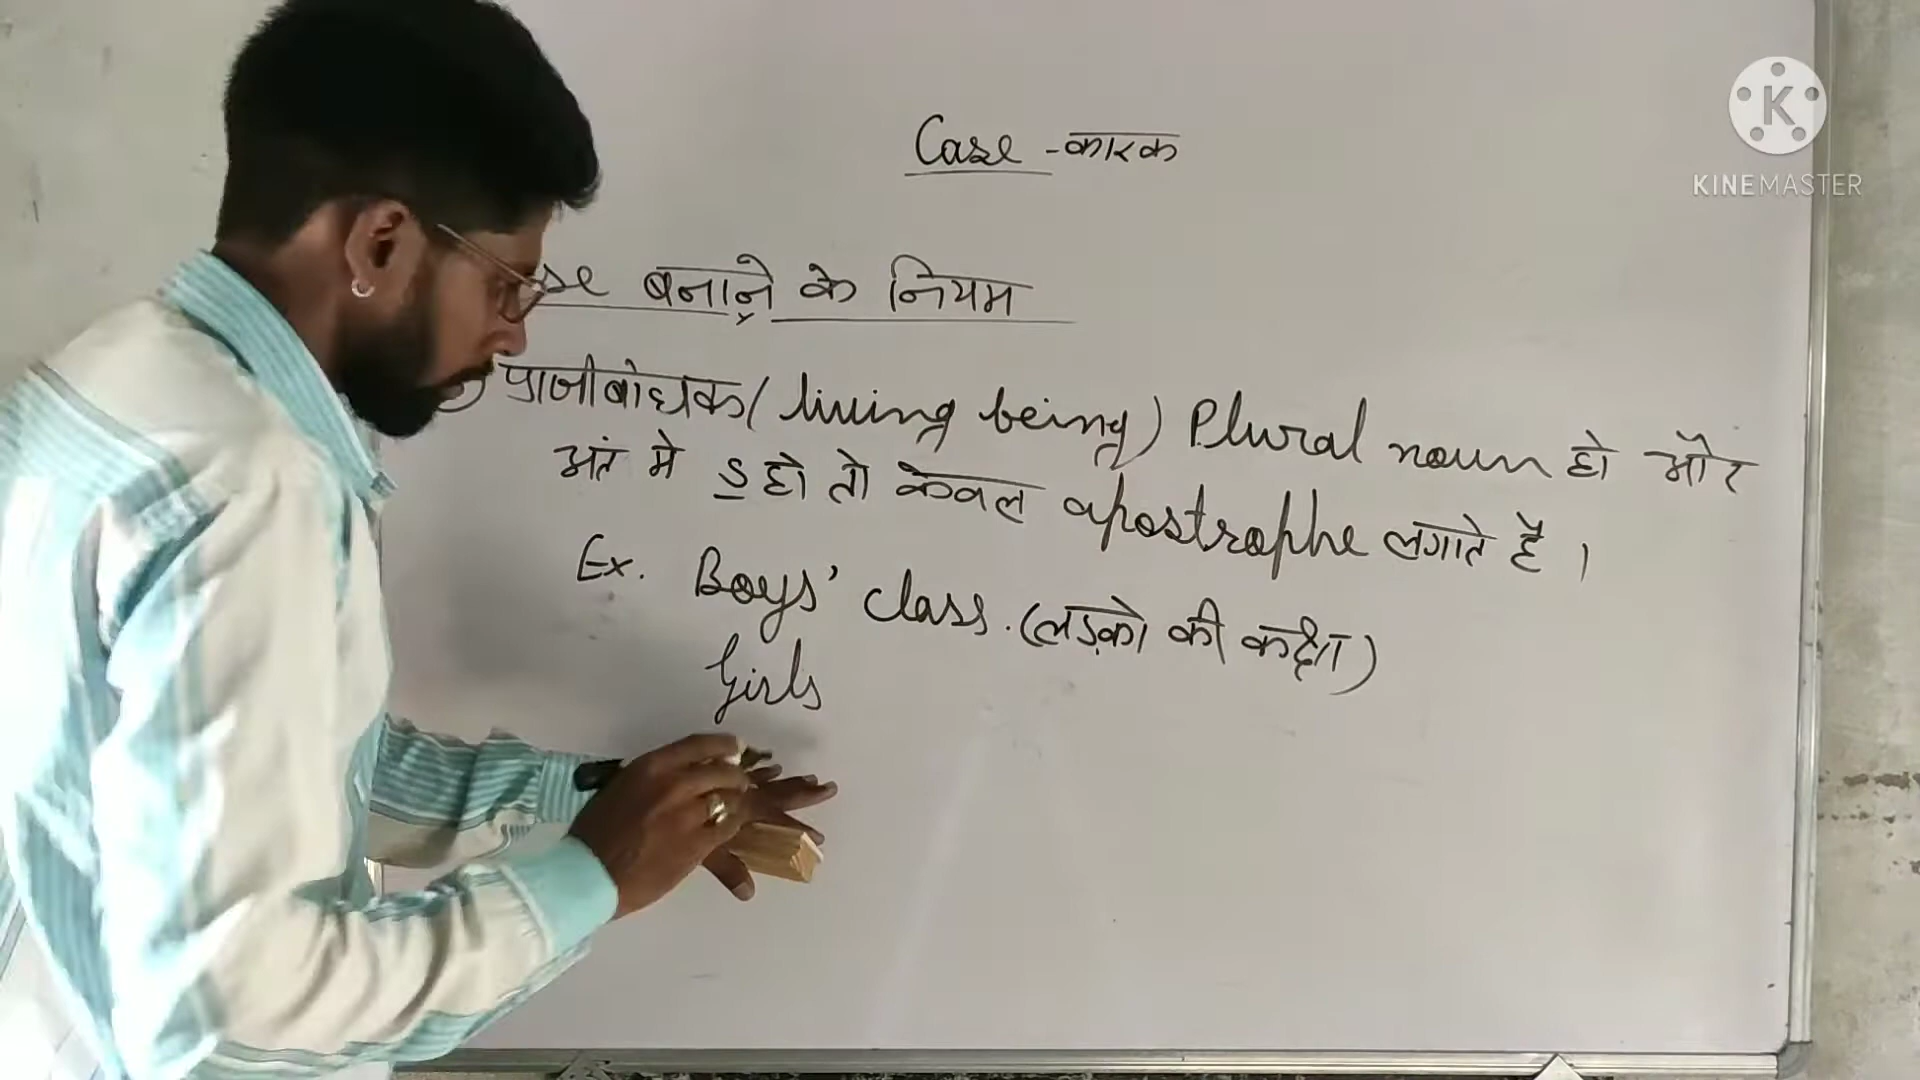 Case - कारक
KINEMASTER
se बनाने के नियम
प्राणीबोधक ( living being ) Plural noun हो और
अंत मे s हो तो केवल apostrophe लगाते है ।
Ex. Boys' class. (लड़को की कक्षा)
Girls